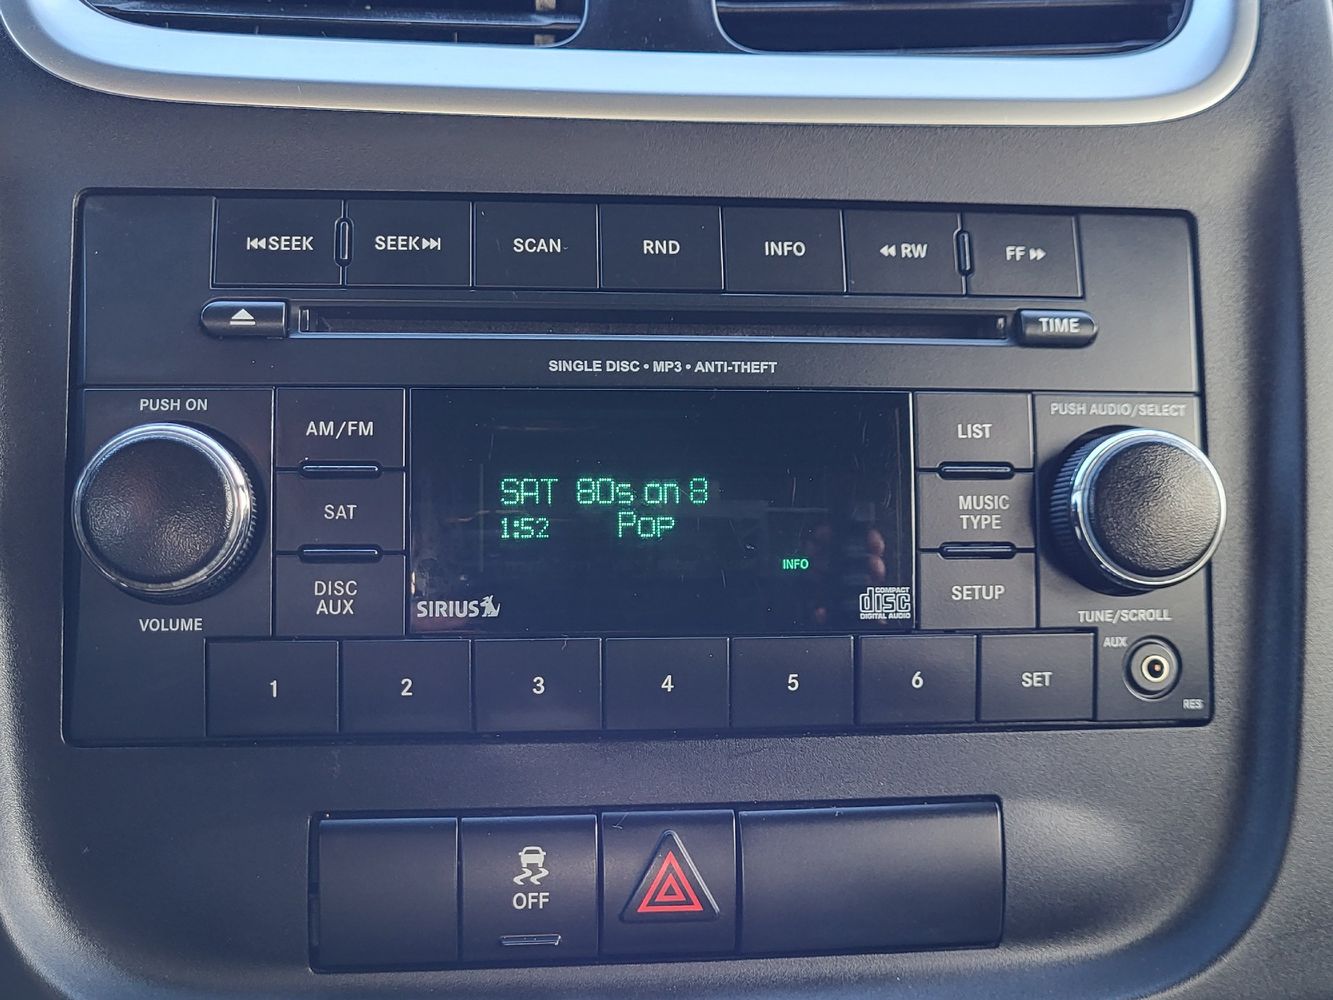 SEEK
SEEK
SCAN
RND
INFO
RW
FF
TIME
SINGLE DISC • MP3 • ANTI-THEFT
PUSH ON
VOLUME
AM/FM
SAT
DISC
AUX
SAT 80s on 8
1:52 Pop
INFO
SIRIUS
COMPACT
disc
DIGITAL AUDIO
LIST
MUSIC
TYPE
SETUP
PUSH AUDIO/SELECT
TUNE/SCROLL
AUX
RES
1
2
3
4
5
6
SET
OFF